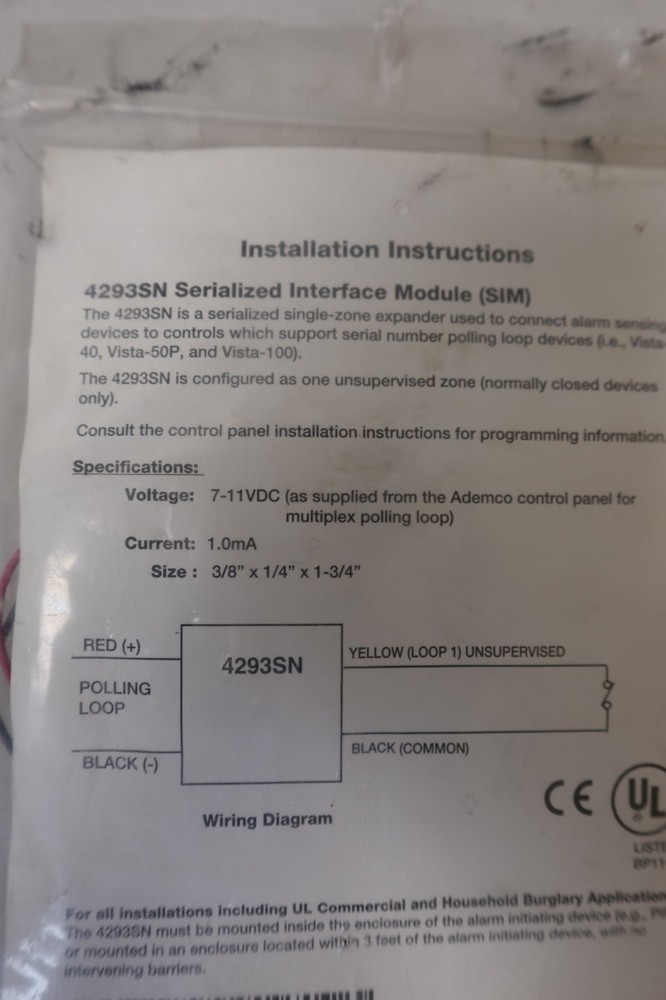 Installation Instructions
4293SN Serialized Interface Module (SIM)
The 4293SN is a serialized single-zone expander used to connect alarm sensing
devices to controls which support serial number polling loop devices (i.e., Vista-
40, Vista-50P, and Vista-100).
The 4293SN is configured as one unsupervised zone (normally closed devices
only).
Consult the control panel installation instructions for programming information.
Specifications:
Voltage: 7-11VDC (as supplied from the Ademco control panel for
multiplex polling loop)
Current: 1.0mA
Size : 3/8" x 1/4" x 1-3/4"
RED (+)
POLLING
LOOP
BLACK (-)
4293SN
YELLOW (LOOP 1) UNSUPERVISED
BLACK (COMMON)
Wiring Diagram
CE UL
®
LISTE
BP11
For all installations including UL Commercial and Household Burglary Application
The 4293SN must be mounted inside the enclosure of the alarm initiating device (e.g.,
or mounted in an enclosure located within 3 feet of the alarm initiating device, with no
intervening barriers.